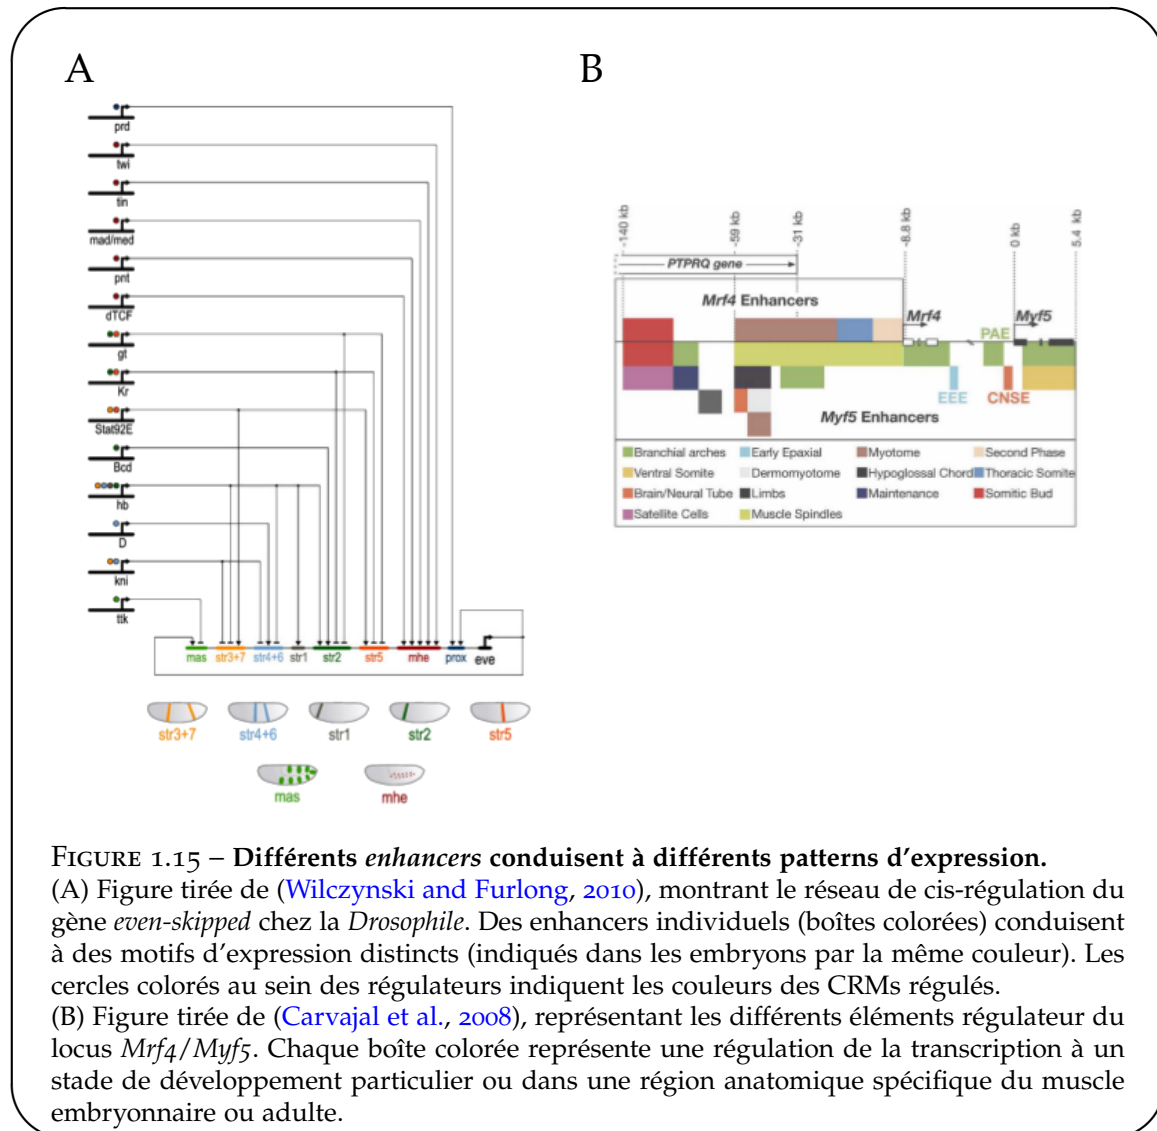 A
B
prd
twi
tin
mad/med
pnt
dTCF
gt
Kr
Stat92E
Bcd
hb
D
kni
ttk
mas str3+7 str4+6 str1 str2 str5 mhe prox eve
str3+7 str4+6 str1 str2 str5
mas mhe
-140 kb -59 kb -31 kb -8.8 kb 0 kb 5.4 kb
PTPRQ gene
Mrf4 Enhancers
Mrf4 Myf5
PAE
EEE CNSE
Myf5 Enhancers
Branchial arches Early Epaxial Myotome Second Phase
Ventral Somite Dermomyotome Hypoglossal Chord Thoracic Somite
Brain/Neural Tube Limbs Maintenance Somitic Bud
Satellite Cells Muscle Spindles
FIGURE 1.15 – Différents enhancers conduisent à différents patterns d'expression.
(A) Figure tirée de (Wilczynski and Furlong, 2010), montrant le réseau de cis-régulation du
gène even-skipped chez la Drosophile. Des enhancers individuels (boîtes colorées) conduisent
à des motifs d'expression distincts (indiqués dans les embryons par la même couleur). Les
cercles colorés au sein des régulateurs indiquent les couleurs des CRMs régulés.
(B) Figure tirée de (Carvajal et al., 2008), représentant les différents éléments régulateur du
locus Mrf4/Myf5. Chaque boîte colorée représente une régulation de la transcription à un
stade de développement particulier ou dans une région anatomique spécifique du muscle
embryonnaire ou adulte.